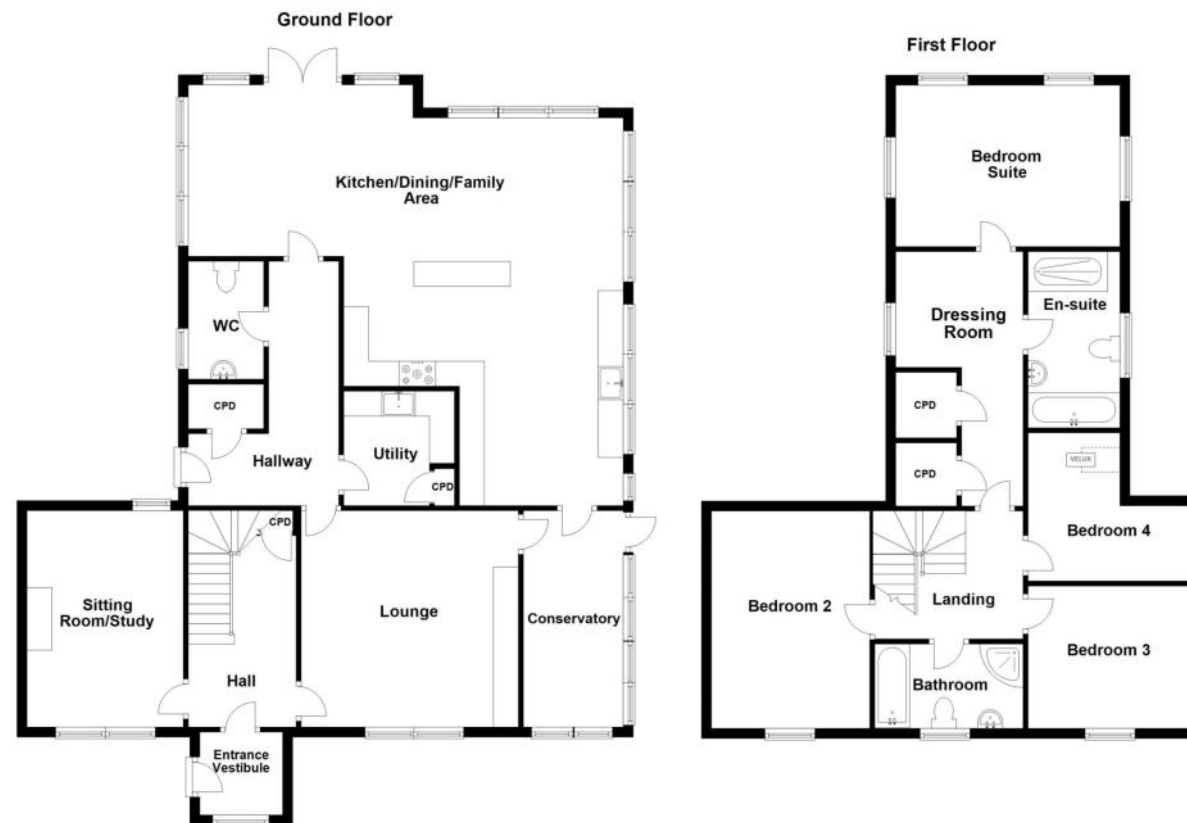 Ground Floor
Kitchen/Dining/Family
Area
WC
CPD
Hallway
Utility
CPD
CPD
Sitting
Room/Study
Lounge
Conservatory
Hall
Entrance
Vestibule
First Floor
Bedroom
Suite
Dressing
Room
En-suite
CPD
CPD
VELUX
Bedroom 4
Bedroom 2
Landing
Bedroom 3
Bathroom